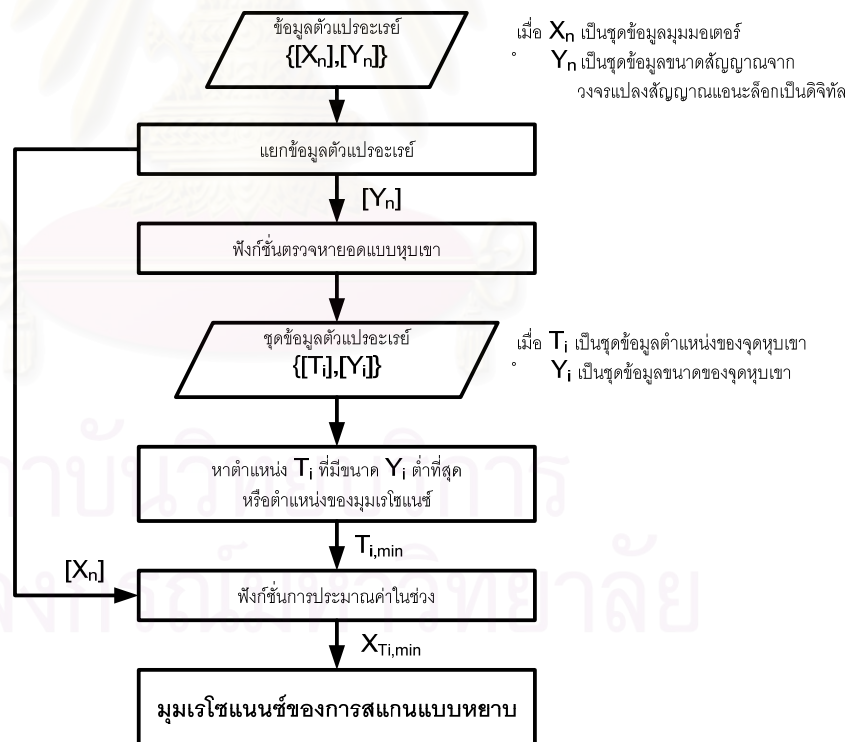 ข้อมูลตัวแปรอะเรย์
{[Xn],[Yn]}
เมื่อ Xn เป็นชุดข้อมูลมุมมอเตอร์
Yn เป็นชุดข้อมูลขนาดสัญญาณจาก
วงจรแปลงสัญญาณแอนะล็อกเป็นดิจิทัล
แยกข้อมูลตัวแปรอะเรย์
[Yn]
ฟังก์ชั่นตรวจหายอดแบบหุบเขา
ชุดข้อมูลตัวแปรอะเรย์
{[Ti],[Yi]}
เมื่อ Ti เป็นชุดข้อมูลตำแหน่งของจุดหุบเขา
Yi เป็นชุดข้อมูลขนาดของจุดหุบเขา
หาตำแหน่ง Ti ที่มีขนาด Yi ต่ำที่สุด
หรือตำแหน่งของมุมเรโซแนนซ์
Ti,min
[Xn]
ฟังก์ชั่นการประมาณค่าในช่วง
XTi,min
มุมเรโซแนนซ์ของการสแกนแบบหยาบ